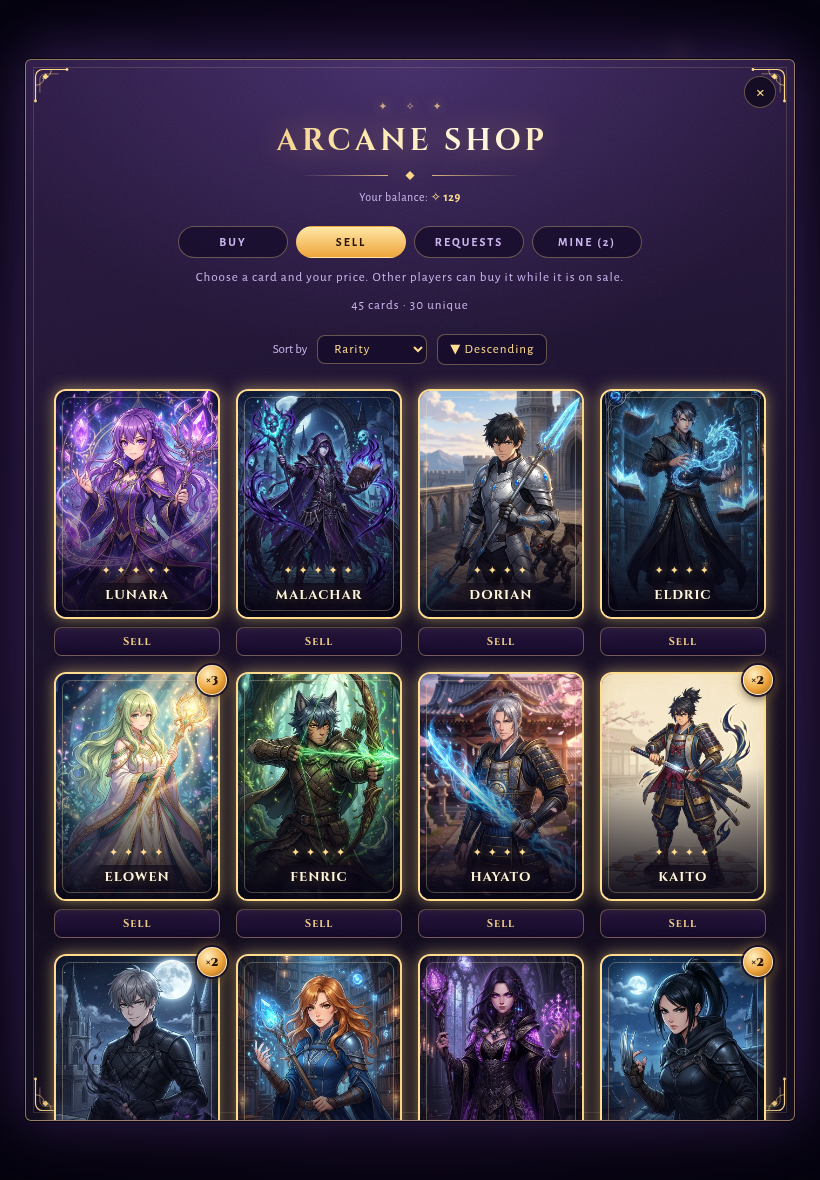 ×
ARCANE SHOP
Your balance: ✧ 129
BUY SELL REQUESTS MINE (2)
Choose a card and your price. Other players can buy it while it is on sale.
45 cards · 30 unique
Sort by Rarity ▼ Descending
LUNARA MALACHAR DORIAN ELDRIC
SELL SELL SELL SELL
×3 ×2
ELOWEN FENRIC HAYATO KAITO
SELL SELL SELL SELL
×2 ×2